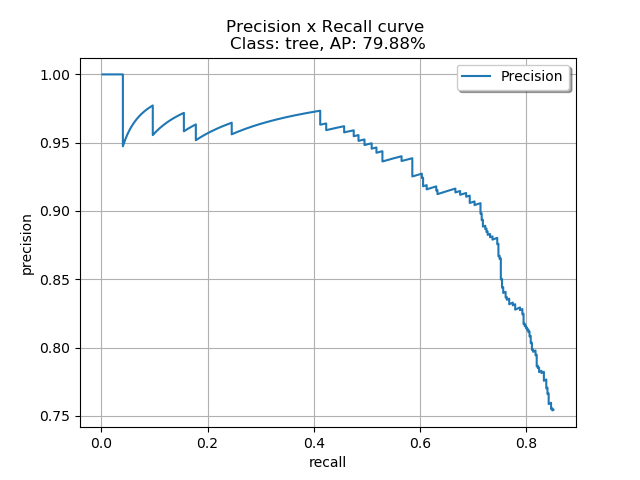 Precision x Recall curve
Class: tree, AP: 79.88%
Precision
1.00
0.95
0.90
0.85
0.80
0.75
precision
0.0 0.2 0.4 0.6 0.8
recall